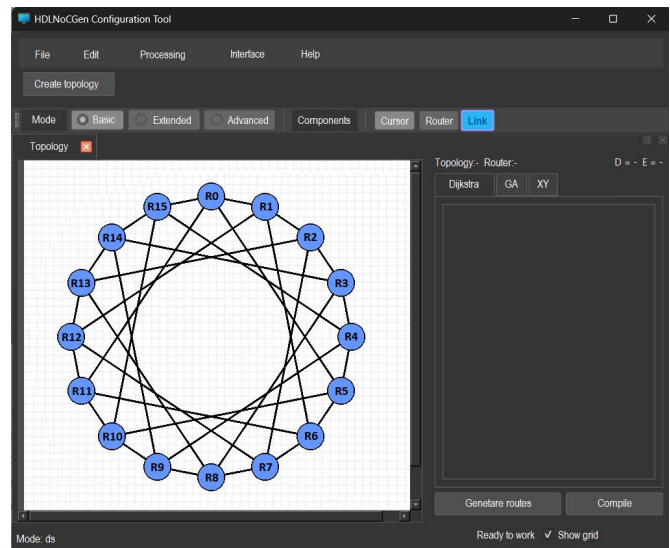 HDLNoCGen Configuration Tool
File Edit Processing Interface Help
Create topology
Mode Basic Extended Advanced Components Cursor Router Link
Topology
Topology:- Router:- D = - E = -
Dijkstra GA XY
R0
R15 R1
R14 R2
R13 R3
R12 R4
R11 R5
R10 R6
R9 R7
R8
Genetare routes Compile
Mode: ds Ready to work Show grid